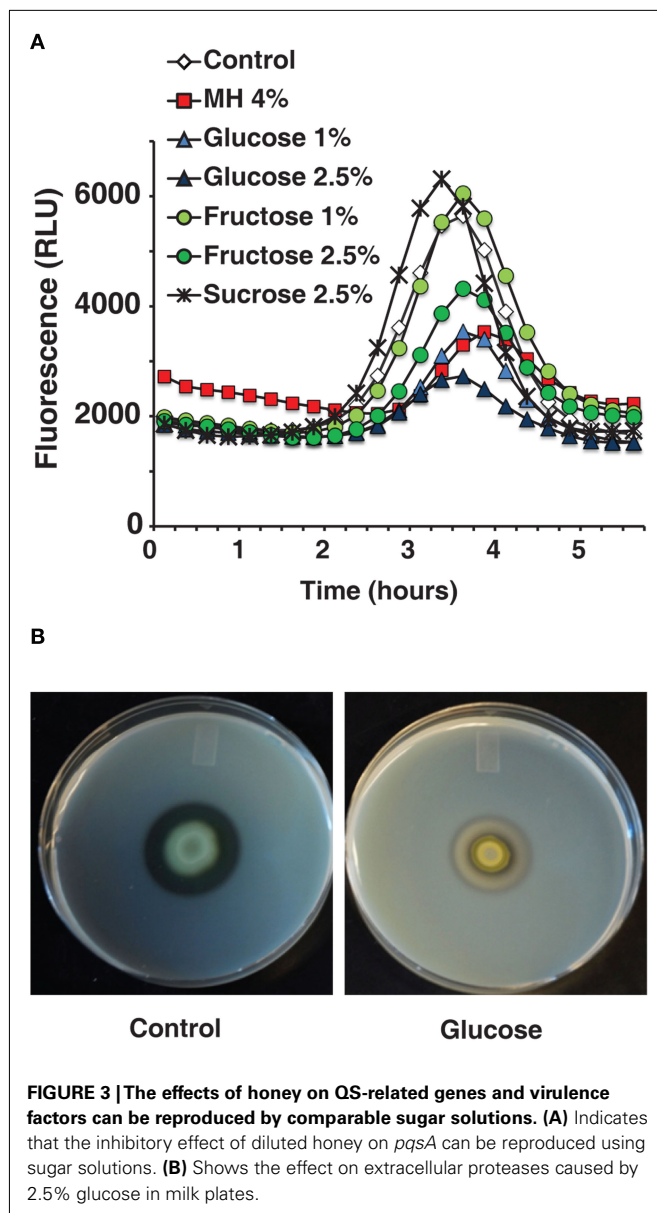 A
Control
MH 4%
Glucose 1%
Glucose 2.5%
Fructose 1%
Fructose 2.5%
Sucrose 2.5%
Fluorescence (RLU)
6000
4000
2000
0
0 1 2 3 4 5
Time (hours)
B
Control Glucose
FIGURE 3 | The effects of honey on QS-related genes and virulence
factors can be reproduced by comparable sugar solutions. (A) Indicates
that the inhibitory effect of diluted honey on pqsA can be reproduced using
sugar solutions. (B) Shows the effect on extracellular proteases caused by
2.5% glucose in milk plates.